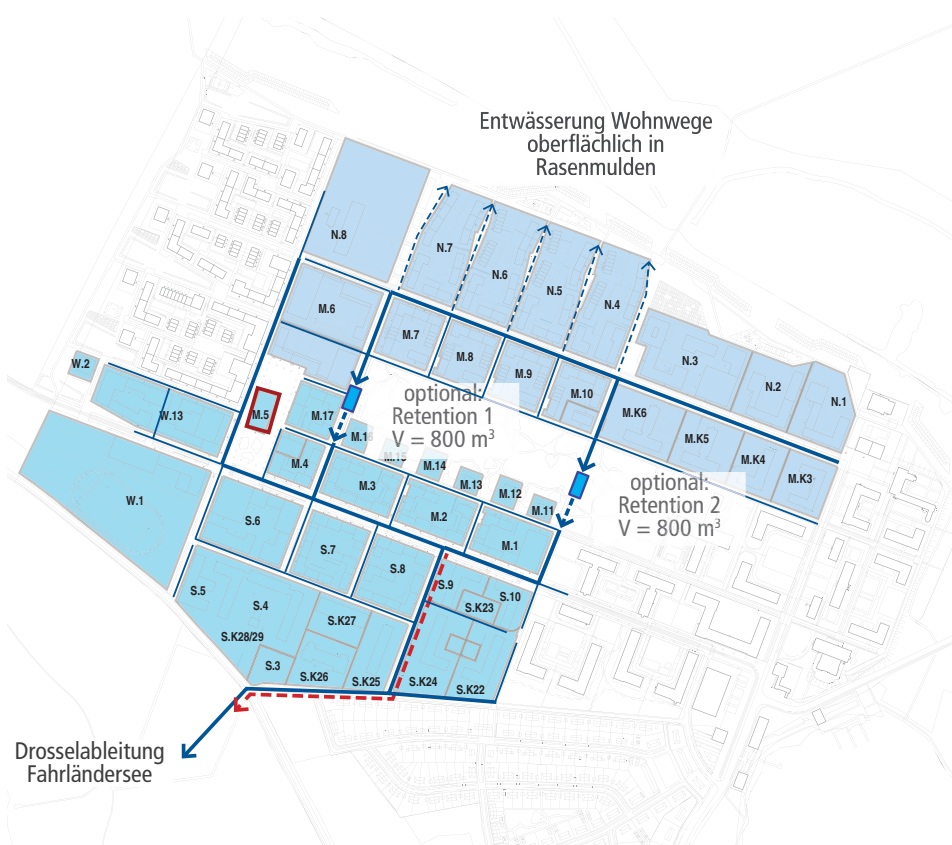 Entwässerung Wohnwege
oberflächlich in
Rasenmulden
N.8
N.7
N.6
N.5
N.4
N.3
N.2
N.1
M.6
M.7
M.8
M.9
M.10
M.K6
M.K5
M.K4
M.K3
W.2
W.13
M.5
M.17
M.16
M.15
M.14
M.13
M.12
M.11
optional:
Retention 1
V = 800 m³
optional:
Retention 2
V = 800 m³
W.1
M.4
M.3
M.2
M.1
S.6
S.7
S.8
S.9
S.10
S.K23
S.5
S.4
S.K27
S.K28/29
S.3
S.K26
S.K25
S.K24
S.K22
Drosselableitung
Fahrländersee